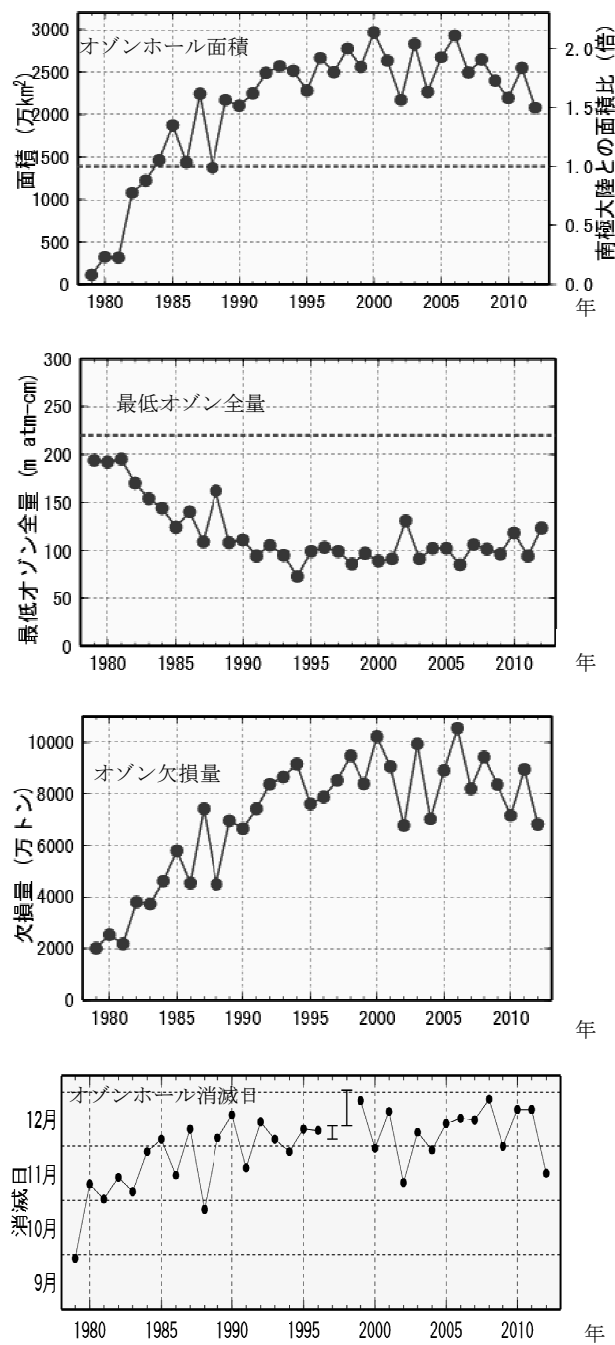 オゾンホール面積
面積 (万km²)
3000
2500
2000
1500
1000
500
0
2.0
1.5
1.0
0.5
0.0
南極大陸との面積比 (倍)
1980 1985 1990 1995 2000 2005 2010
年
最低オゾン全量
最低オゾン全量 (m atm-cm)
300
250
200
150
100
50
0
1980 1985 1990 1995 2000 2005 2010
年
オゾン欠損量
欠損量 (万トン)
10000
8000
6000
4000
2000
0
1980 1985 1990 1995 2000 2005 2010
年
オゾンホール消滅日
消滅日
12月
11月
10月
9月
1980 1985 1990 1995 2000 2005 2010
年